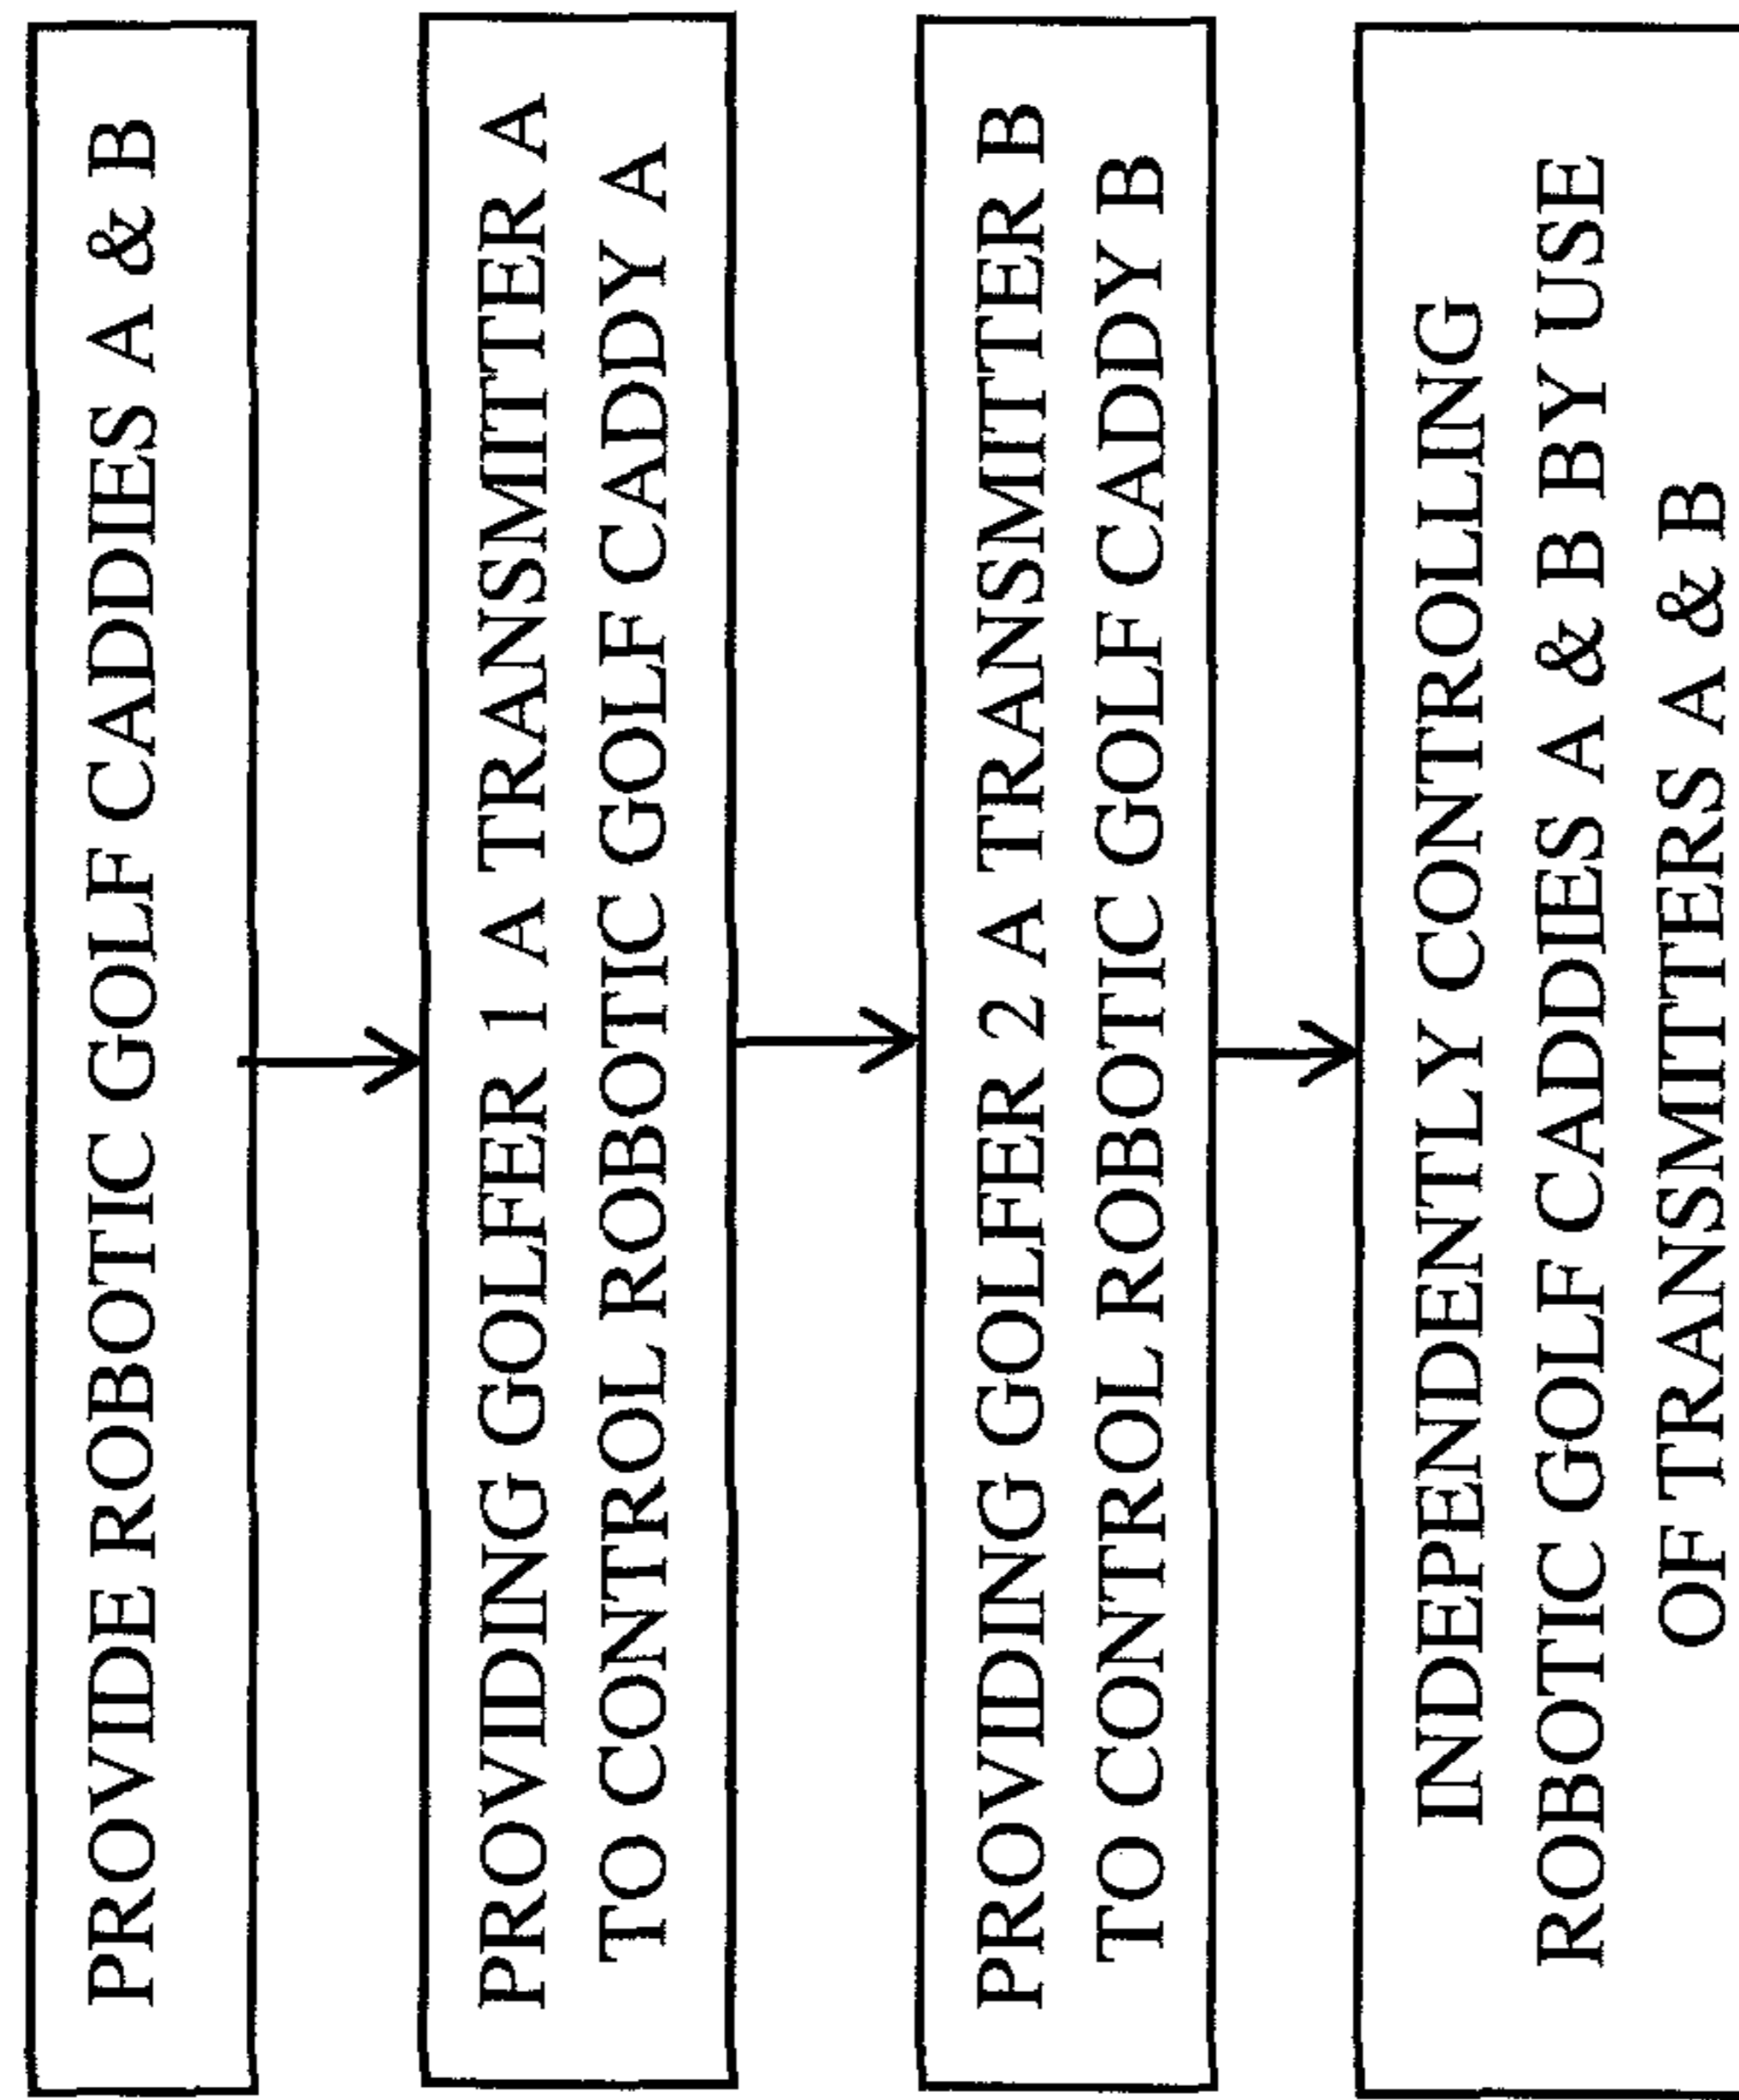 PROVIDE ROBOTIC GOLF CADDIES A & B
PROVIDING GOLFER 1 A TRANSMITTER A
TO CONTROL ROBOTIC GOLF CADDY A
PROVIDING GOLFER 2 A TRANSMITTER B
TO CONTROL ROBOTIC GOLF CADDY B
INDEPENDENTLY CONTROLLING
ROBOTIC GOLF CADDIES A & B BY USE
OF TRANSMITTERS A & B